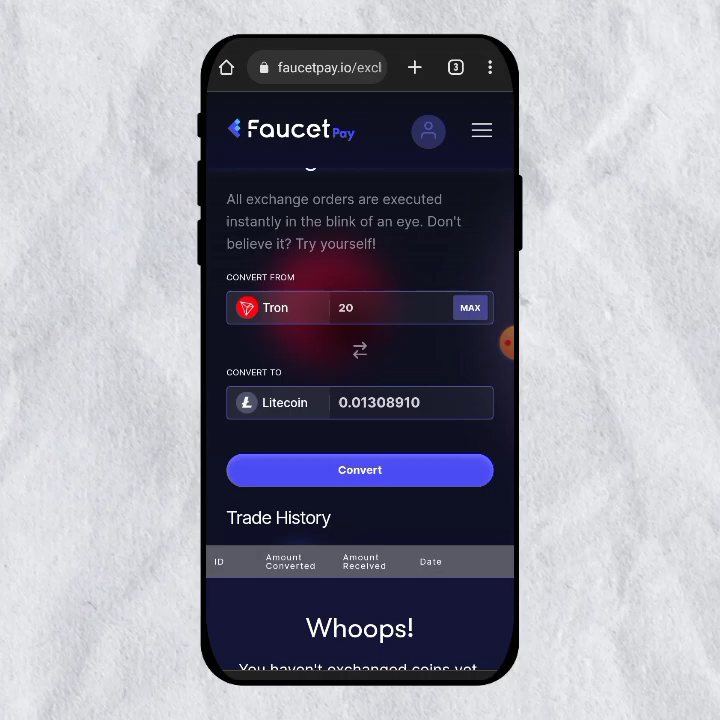 faucetpay.io/excl
3
FaucetPay
All exchange orders are executed
instantly in the blink of an eye. Don't
believe it? Try yourself!
CONVERT FROM
Tron 20 MAX
CONVERT TO
Litecoin 0.01308910
Convert
Trade History
ID Amount Converted Amount Received Date
Whoops!
You haven't exchanged coins yet